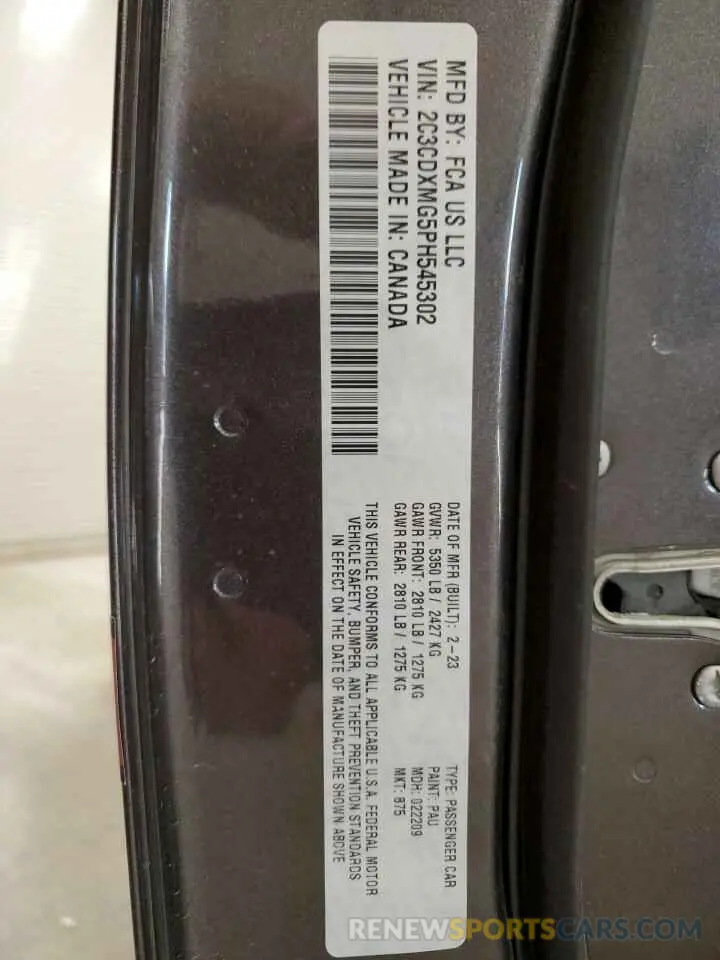 MFD BY: FCA US LLC
VIN: 2C3CDXMG5PH545302
VEHICLE MADE IN: CANADA
DATE OF MFR (BUILT): 2-23
GVWR: 5350 LB / 2427 KG
GAWR FRONT: 2810 LB / 1275 KG
GAWR REAR: 2810 LB / 1275 KG
TYPE: PASSENGER CAR
PAINT: PAU
MDH: 022209
MKT: 875
THIS VEHICLE CONFORMS TO ALL APPLICABLE U.S.A. FEDERAL MOTOR
VEHICLE SAFETY, BUMPER, AND THEFT PREVENTION STANDARDS
IN EFFECT ON THE DATE OF MANUFACTURE SHOWN ABOVE
RENEWSPORTSCARS.COM